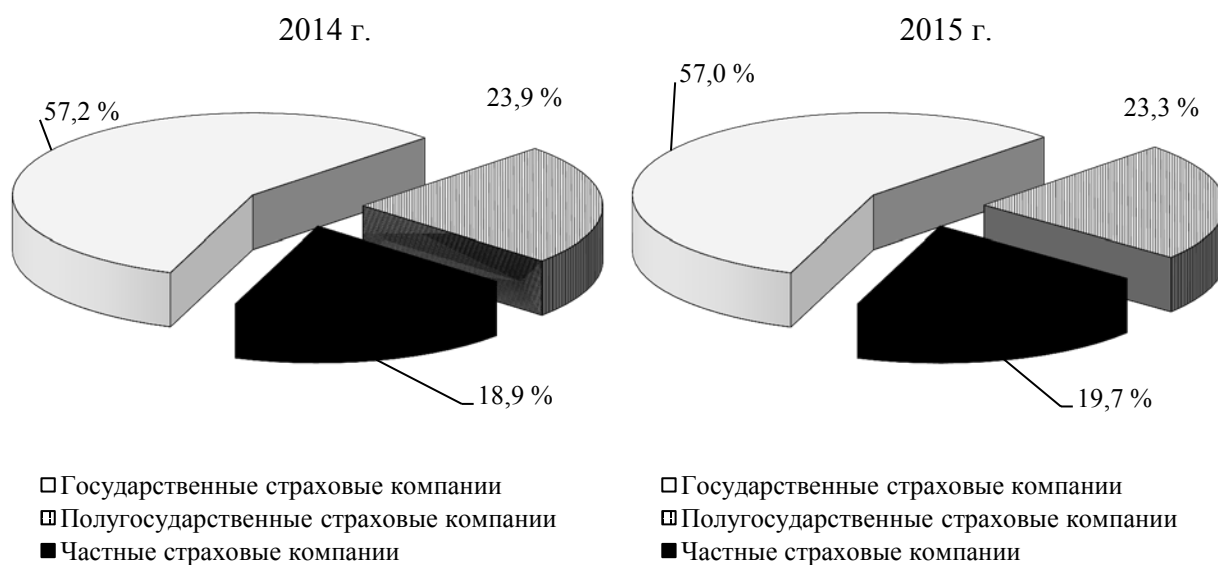 2014 г.
57,2 %
23,9 %
18,9 %
Государственные страховые компании
Полугосударственные страховые компании
Частные страховые компании
2015 г.
57,0 %
23,3 %
19,7 %
Государственные страховые компании
Полугосударственные страховые компании
Частные страховые компании